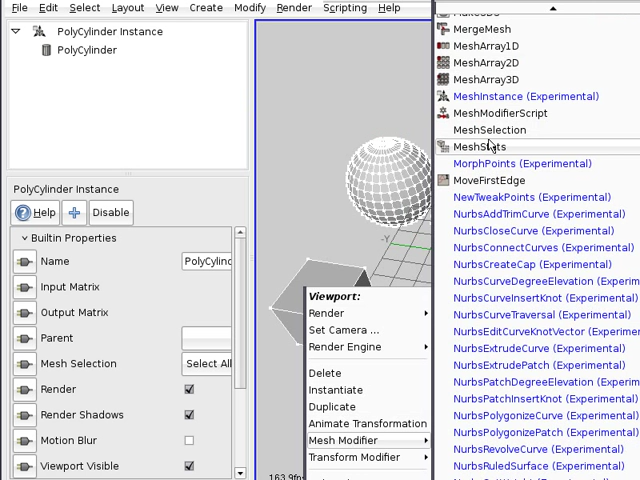 File Edit Select Layout View Create Modify Render Scripting Help
PolyCylinder Instance
PolyCylinder
PolyCylinder Instance
Help
Disable
Builtin Properties
Name PolyCylind
Input Matrix
Output Matrix
Parent
Mesh Selection Select All
Render
Render Shadows
Motion Blur
Viewport Visible
-Y
163.9fps
Viewport:
Render
Set Camera ...
Render Engine
Delete
Instantiate
Duplicate
Animate Transformation
Mesh Modifier
Transform Modifier
MergeMesh
MeshArray1D
MeshArray2D
MeshArray3D
MeshInstance (Experimental)
MeshModifierScript
MeshSelection
MeshStats
MorphPoints (Experimental)
MoveFirstEdge
NewTweakPoints (Experimental)
NurbsAddTrimCurve (Experimental)
NurbsCloseCurve (Experimental)
NurbsConnectCurves (Experimental)
NurbsCreateCap (Experimental)
NurbsCurveDegreeElevation (Experim
NurbsCurveInsertKnot (Experimental)
NurbsCurveTraversal (Experimental)
NurbsEditCurveKnotVector (Experimen
NurbsExtrudeCurve (Experimental)
NurbsExtrudePatch (Experimental)
NurbsPatchDegreeElevation (Experim
NurbsPatchInsertKnot (Experimental)
NurbsPolygonizeCurve (Experimental)
NurbsPolygonizePatch (Experimental)
NurbsRevolveCurve (Experimental)
NurbsRuledSurface (Experimental)